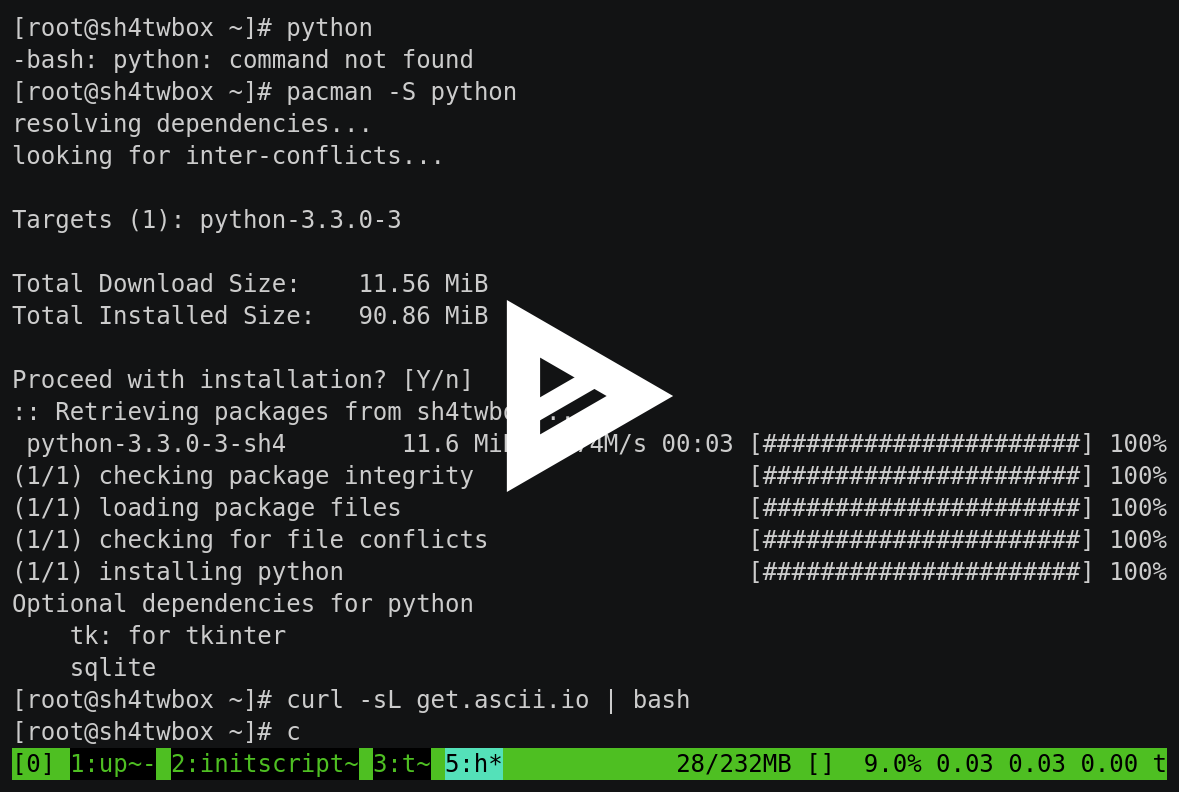 [root@sh4twbox ~]# python
-bash: python: command not found
[root@sh4twbox ~]# pacman -S python
resolving dependencies...
looking for inter-conflicts...
Targets (1): python-3.3.0-3
Total Download Size:    11.56 MiB
Total Installed Size:   90.86 MiB
Proceed with installation? [Y/n]
:: Retrieving packages from sh4twbo
 python-3.3.0-3-sh4        11.6 MiB 4M/s 00:03 [######################] 100%
(1/1) checking package integrity                   [######################] 100%
(1/1) loading package files                        [######################] 100%
(1/1) checking for file conflicts                  [######################] 100%
(1/1) installing python                            [######################] 100%
Optional dependencies for python
    tk: for tkinter
    sqlite
[root@sh4twbox ~]# curl -sL get.ascii.io | bash
[root@sh4twbox ~]# c
[0] 1:up~- 2:initscript~ 3:t~ 5:h*            28/232MB []  9.0% 0.03 0.03 0.00 t